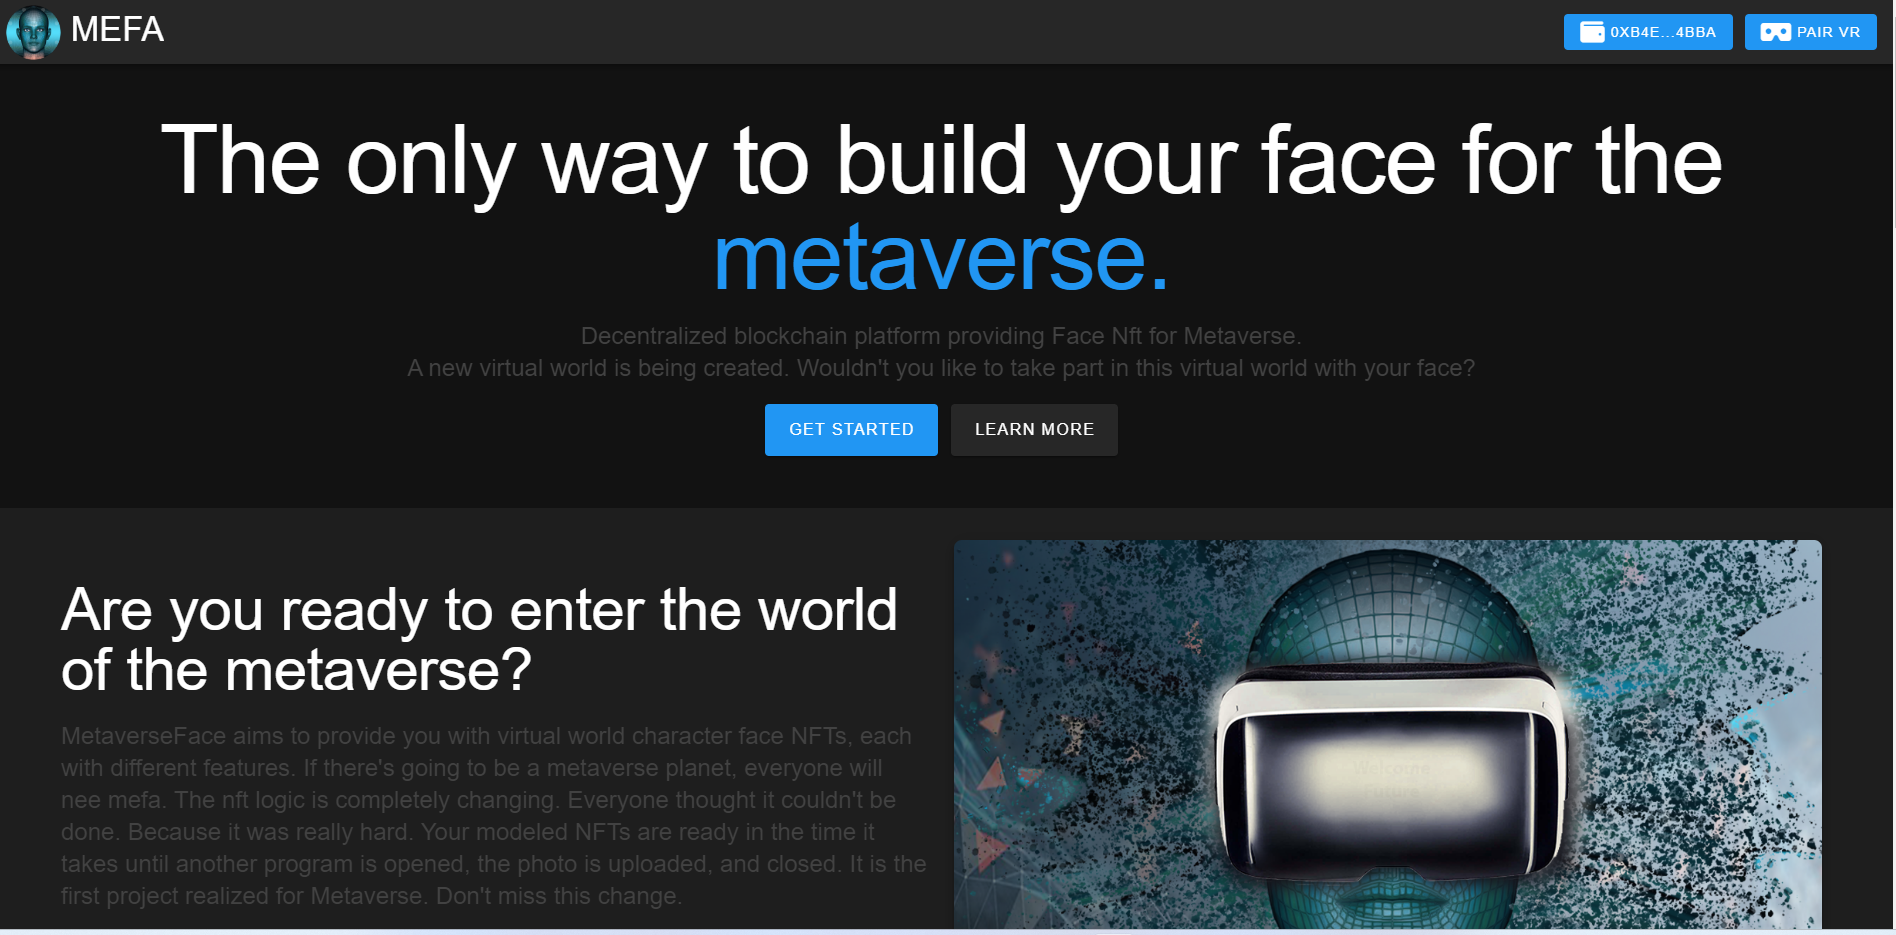 MEFA
0XB4E...4BBA
PAIR VR
The only way to build your face for the
metaverse.
Decentralized blockchain platform providing Face Nft for Metaverse.
A new virtual world is being created. Wouldn't you like to take part in this virtual world with your face?
GET STARTED
LEARN MORE
Are you ready to enter the world
of the metaverse?
MetaverseFace aims to provide you with virtual world character face NFTs, each
with different features. If there's going to be a metaverse planet, everyone will
nee mefa. The nft logic is completely changing. Everyone thought it couldn't be
done. Because it was really hard. Your modeled NFTs are ready in the time it
takes until another program is opened, the photo is uploaded, and closed. It is the
first project realized for Metaverse. Don't miss this change.
Welcome
Future